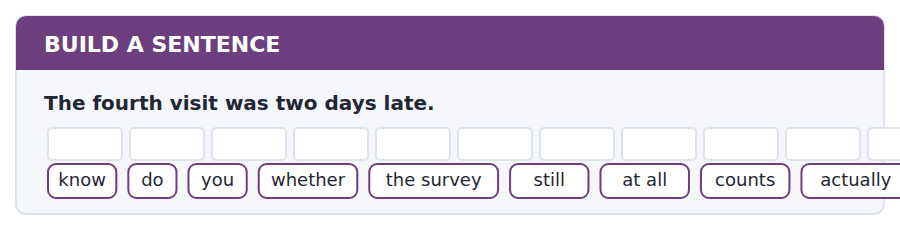 BUILD A SENTENCE
The fourth visit was two days late.
know do you whether the survey still at all counts actually